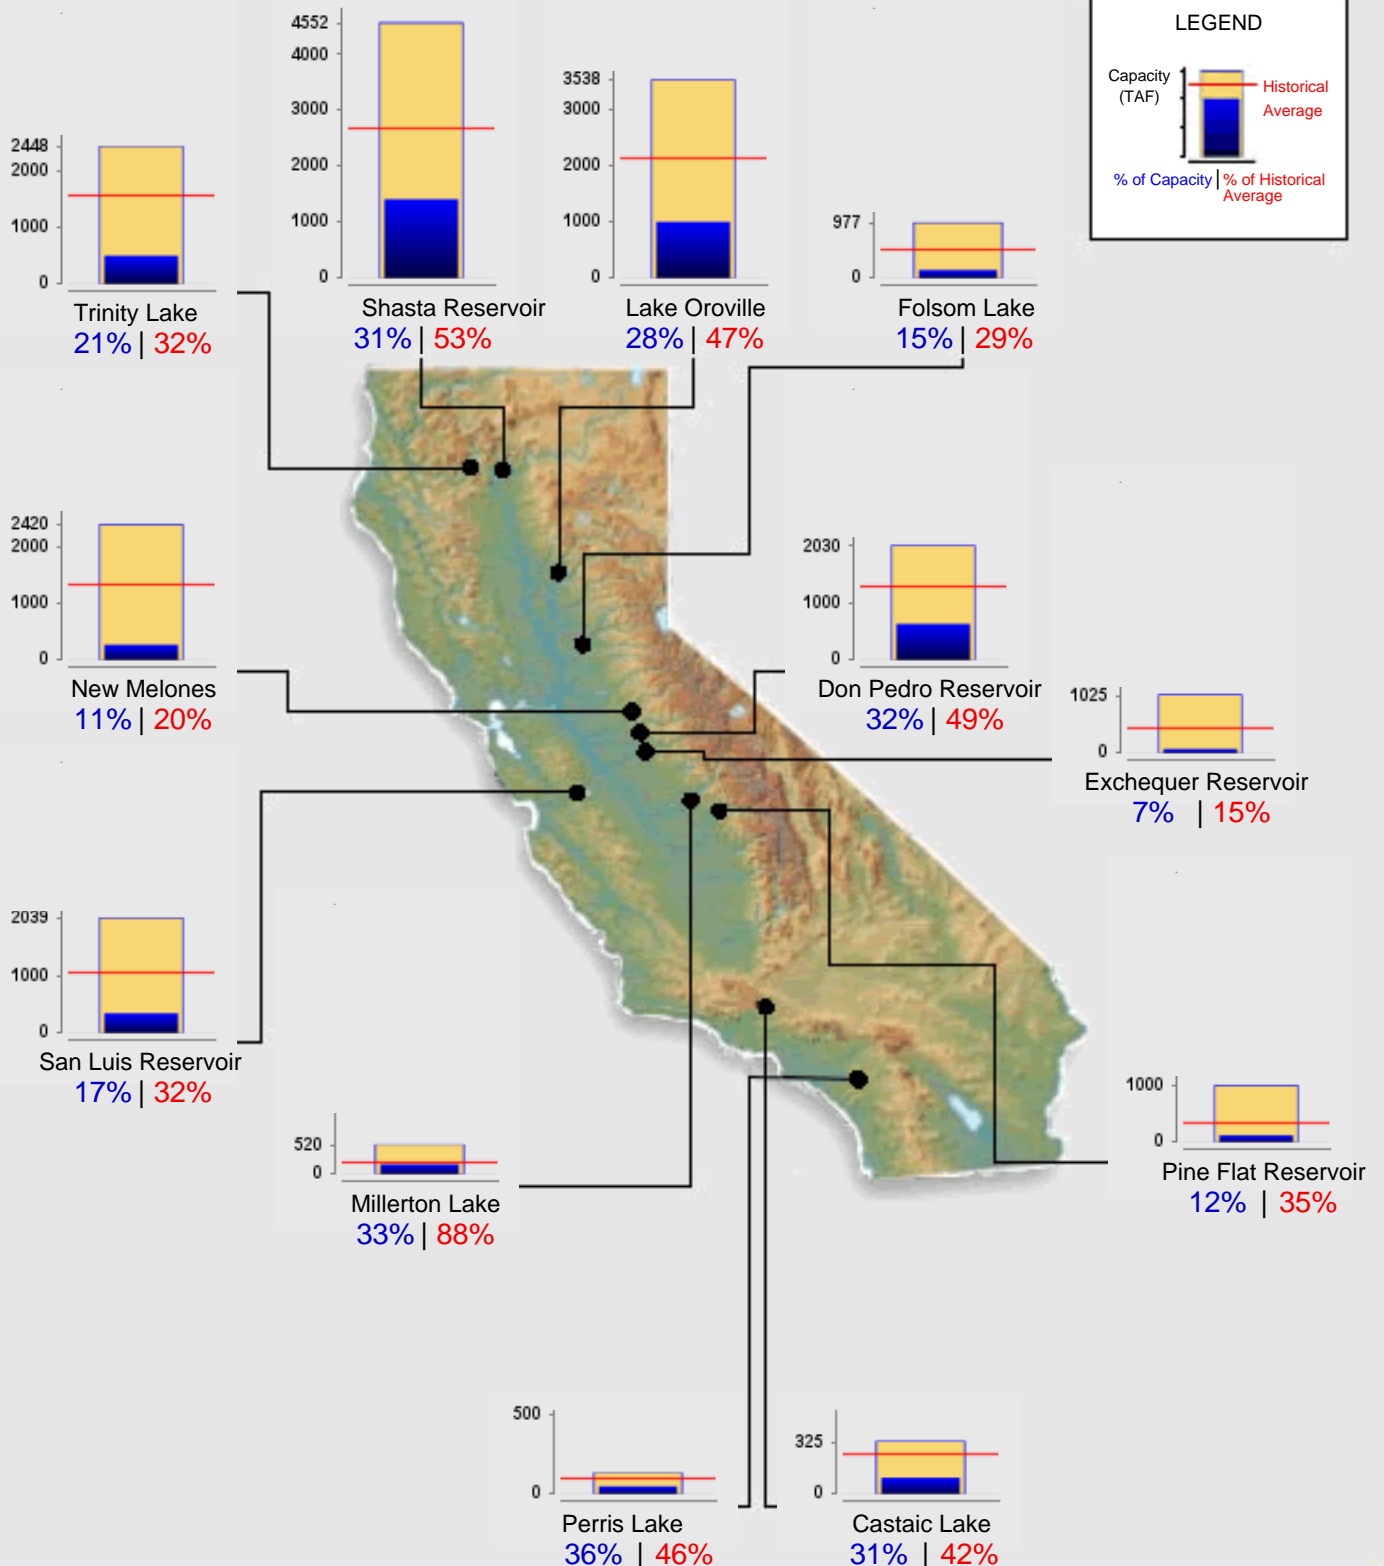 LEGEND
Capacity
(TAF)
Historical
Average
% of Capacity | % of Historical
Average
4552
4000
3000
2000
1000
0
Shasta Reservoir
31% | 53%
3538
3000
2000
1000
0
Lake Oroville
28% | 47%
2448
2000
1000
0
Trinity Lake
21% | 32%
977
0
Folsom Lake
15% | 29%
2420
2000
1000
0
New Melones
11% | 20%
2030
1000
0
Don Pedro Reservoir
32% | 49%
1025
0
Exchequer Reservoir
7% | 15%
2039
1000
0
San Luis Reservoir
17% | 32%
520
0
Millerton Lake
33% | 88%
1000
0
Pine Flat Reservoir
12% | 35%
500
0
Perris Lake
36% | 46%
325
0
Castaic Lake
31% | 42%